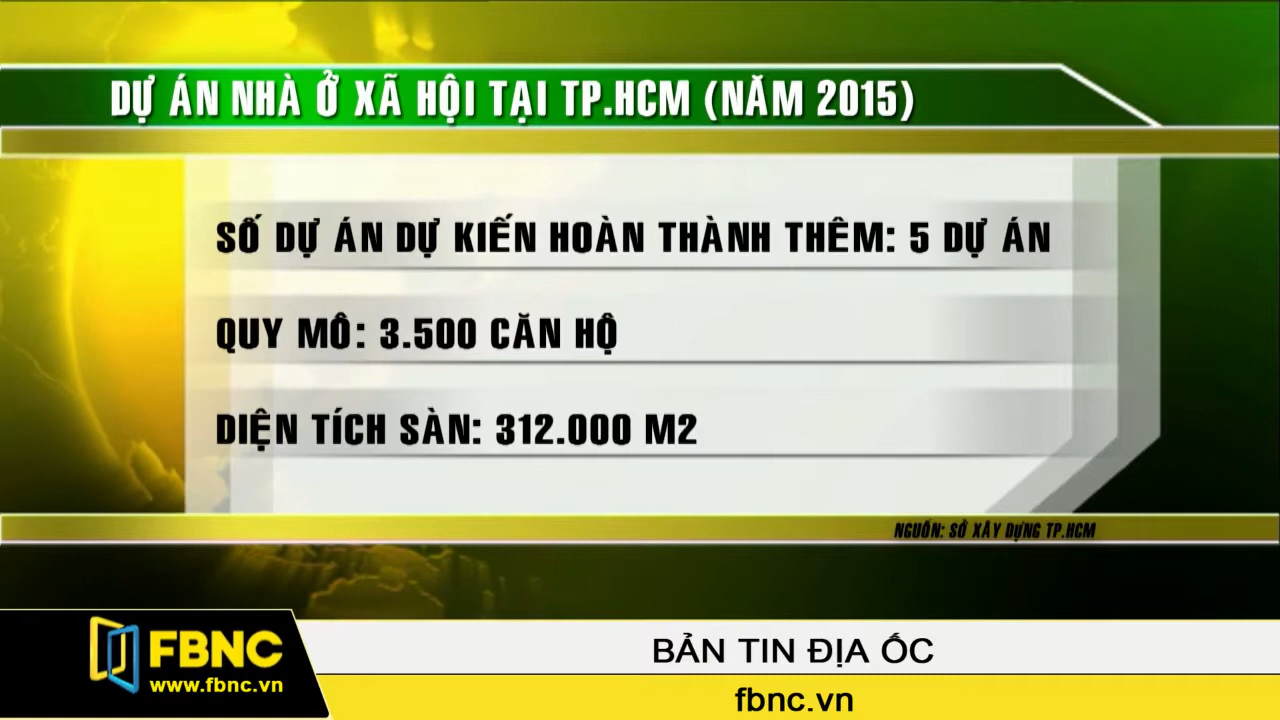 DỰ ÁN NHÀ Ở XÃ HỘI TẠI TP.HCM (NĂM 2015)
SỐ DỰ ÁN DỰ KIẾN HOÀN THÀNH THÊM: 5 DỰ ÁN
QUY MÔ: 3.500 CĂN HỘ
DIỆN TÍCH SÀN: 312.000 M2
NGUỒN: SỞ XÂY DỰNG TP.HCM
FBNC
www.fbnc.vn
BẢN TIN ĐỊA ỐC
fbnc.vn